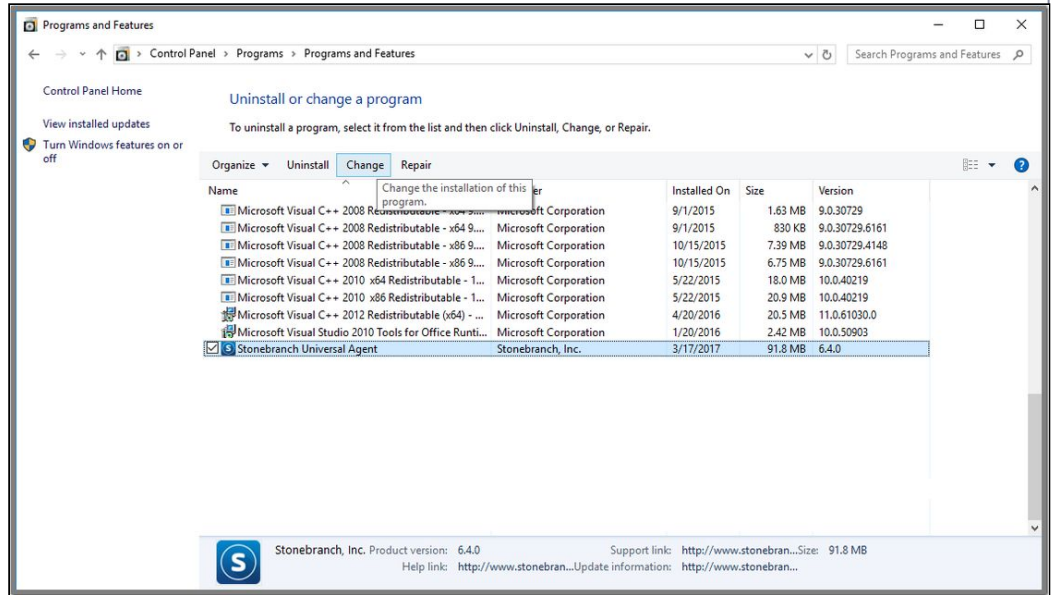 Programs and Features
Control Panel > Programs > Programs and Features
Search Programs and Features
Control Panel Home
View installed updates
Turn Windows features on or
off
Uninstall or change a program
To uninstall a program, select it from the list and then click Uninstall, Change, or Repair.
Organize Uninstall Change Repair
Change the installation of this
program.
Name er Installed On Size Version
Microsoft Visual C++ 2008 Redistributable - x64 9.... Microsoft Corporation 9/1/2015 1.63 MB 9.0.30729
Microsoft Visual C++ 2008 Redistributable - x64 9.... Microsoft Corporation 9/1/2015 830 KB 9.0.30729.6161
Microsoft Visual C++ 2008 Redistributable - x86 9.... Microsoft Corporation 10/15/2015 7.39 MB 9.0.30729.4148
Microsoft Visual C++ 2008 Redistributable - x86 9.... Microsoft Corporation 10/15/2015 6.75 MB 9.0.30729.6161
Microsoft Visual C++ 2010 x64 Redistributable - 1... Microsoft Corporation 5/22/2015 18.0 MB 10.0.40219
Microsoft Visual C++ 2010 x86 Redistributable - 1... Microsoft Corporation 5/22/2015 20.9 MB 10.0.40219
Microsoft Visual C++ 2012 Redistributable (x64) - ... Microsoft Corporation 4/20/2016 20.5 MB 11.0.61030.0
Microsoft Visual Studio 2010 Tools for Office Runti... Microsoft Corporation 1/20/2016 2.42 MB 10.0.50903
S Stonebranch Universal Agent Stonebranch, Inc. 3/17/2017 91.8 MB 6.4.0
S Stonebranch, Inc. Product version: 6.4.0 Support link: http://www.stonebran...Size: 91.8 MB
Help link: http://www.stonebran...Update information: http://www.stonebran...